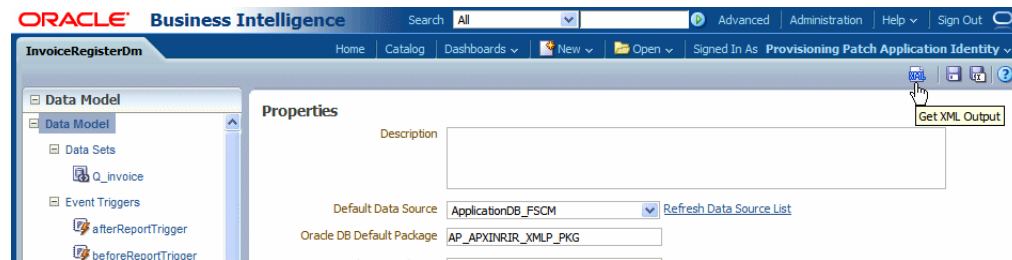 ORACLE Business Intelligence Search All Advanced Administration Help Sign Out
InvoiceRegisterDm Home Catalog Dashboards New Open Signed In As Provisioning Patch Application Identity
XML
Get XML Output
Data Model
Data Model
Data Sets
Q_invoice
Event Triggers
afterReportTrigger
beforeReportTrigger
Properties
Description
Default Data Source ApplicationDB_FSCM Refresh Data Source List
Oracle DB Default Package AP_APXINRIR_XMLP_PKG